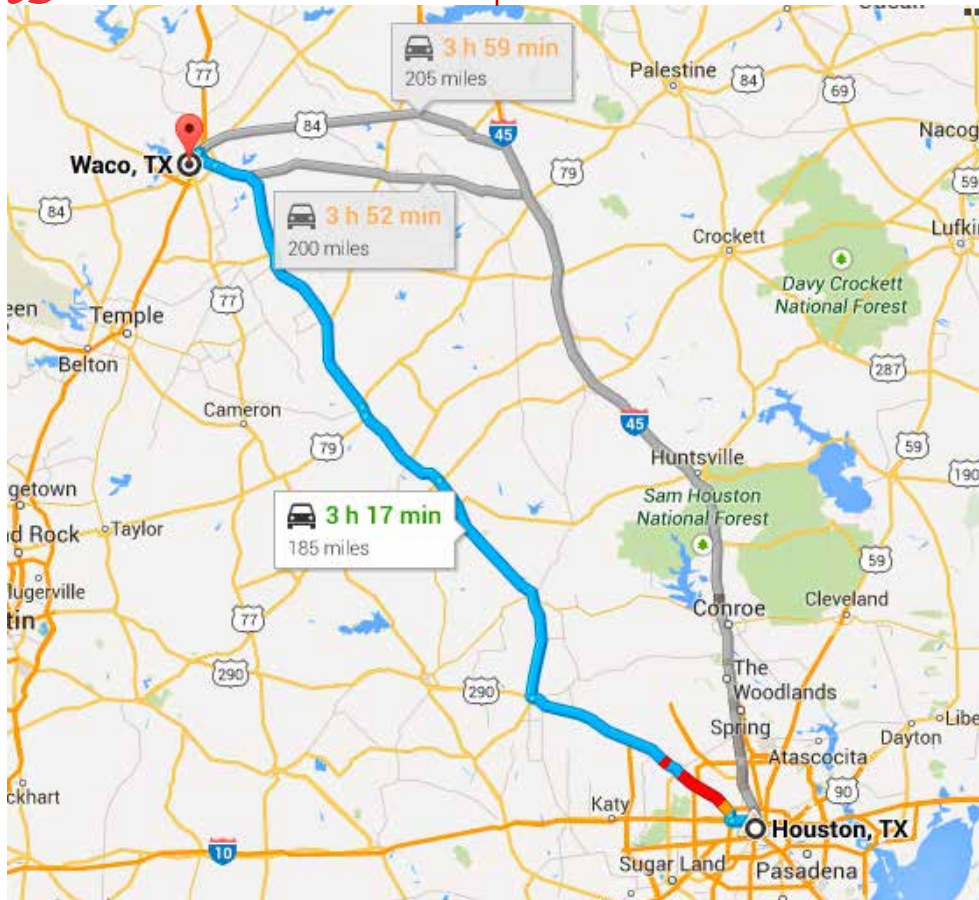 3 h 59 min
205 miles
77
Palestine
84
69
84
45
Nacog
Waco, TX
79
59
84
3 h 52 min
200 miles
Crockett
Lufki
Davy Crockett
National Forest
77
een
Temple
Belton
287
Cameron
45
79
59
Huntsville
190
getown
Sam Houston
National Forest
3 h 17 min
185 miles
d Rock
Taylor
59
lugerville
Conroe
Cleveland
tin
77
290
The
Woodlands
290
Spring
Libe
Dayton
Atascocita
ckhart
Katy
90
Houston, TX
10
Sugar Land
Pasadena